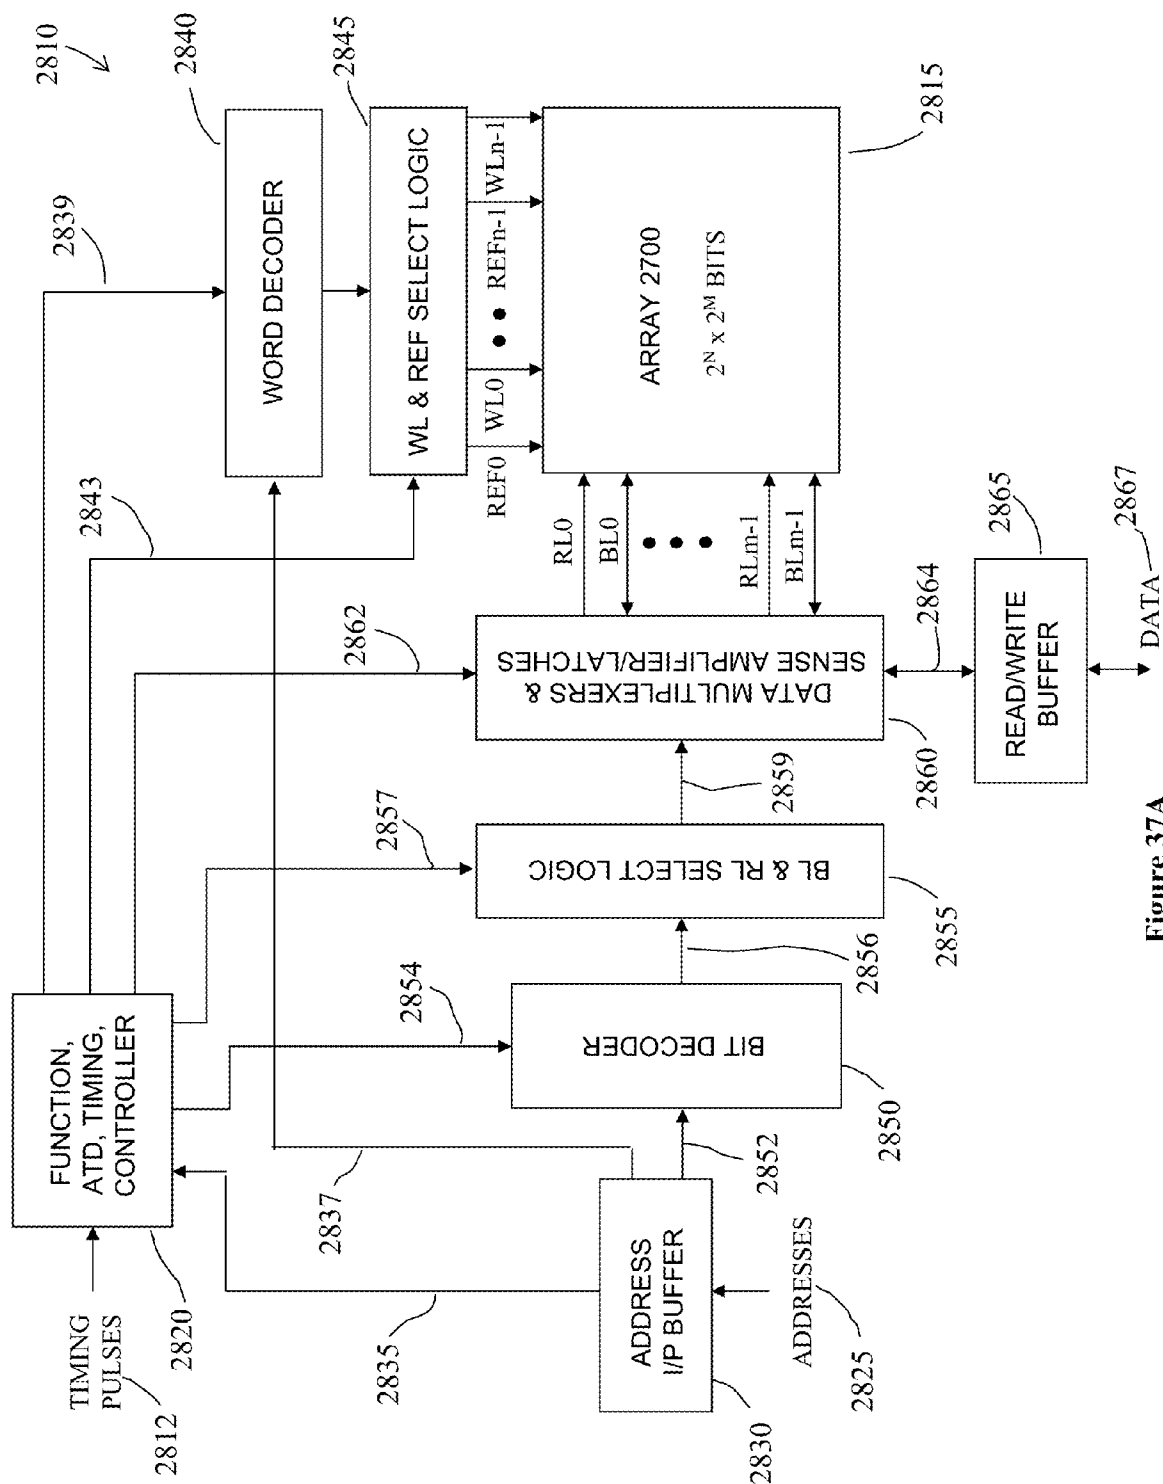 2810
2840
2845
2839
WORD DECODER
WL & REF SELECT LOGIC
REF0
WL0
REFn-1
WLn-1
ARRAY 2700
2^N x 2^M BITS
2815
2843
2862
2857
2854
FUNCTION,
ATD, TIMING,
CONTROLLER
TIMING
PULSES
2812
2820
2835
2837
RL0
BL0
RLm-1
BLm-1
DATA MULTIPLEXERS &
SENSE AMPLIFIER/LATCHES
2860
2864
2865
READ/WRITE
BUFFER
DATA
2867
2859
BL & RL SELECT LOGIC
2855
2856
BIT DECODER
2850
2852
ADDRESS
I/P BUFFER
2830
ADDRESSES
2825
Figure 37A